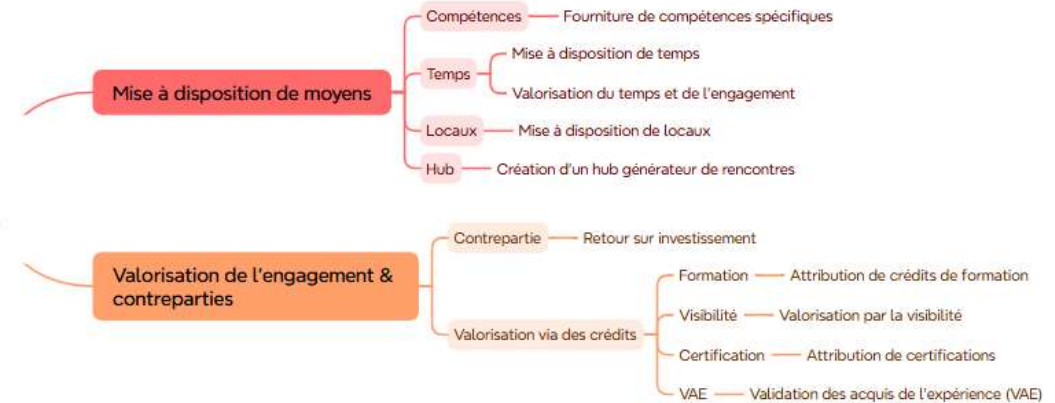 Mise à disposition de moyens
Compétences
Fourniture de compétences spécifiques
Temps
Mise à disposition de temps
Valorisation du temps et de l'engagement
Locaux
Mise à disposition de locaux
Hub
Création d'un hub générateur de rencontres
Valorisation de l'engagement &
contreparties
Contrepartie
Retour sur investissement
Valorisation via des crédits
Formation
Attribution de crédits de formation
Visibilité
Valorisation par la visibilité
Certification
Attribution de certifications
VAE
Validation des acquis de l'expérience (VAE)